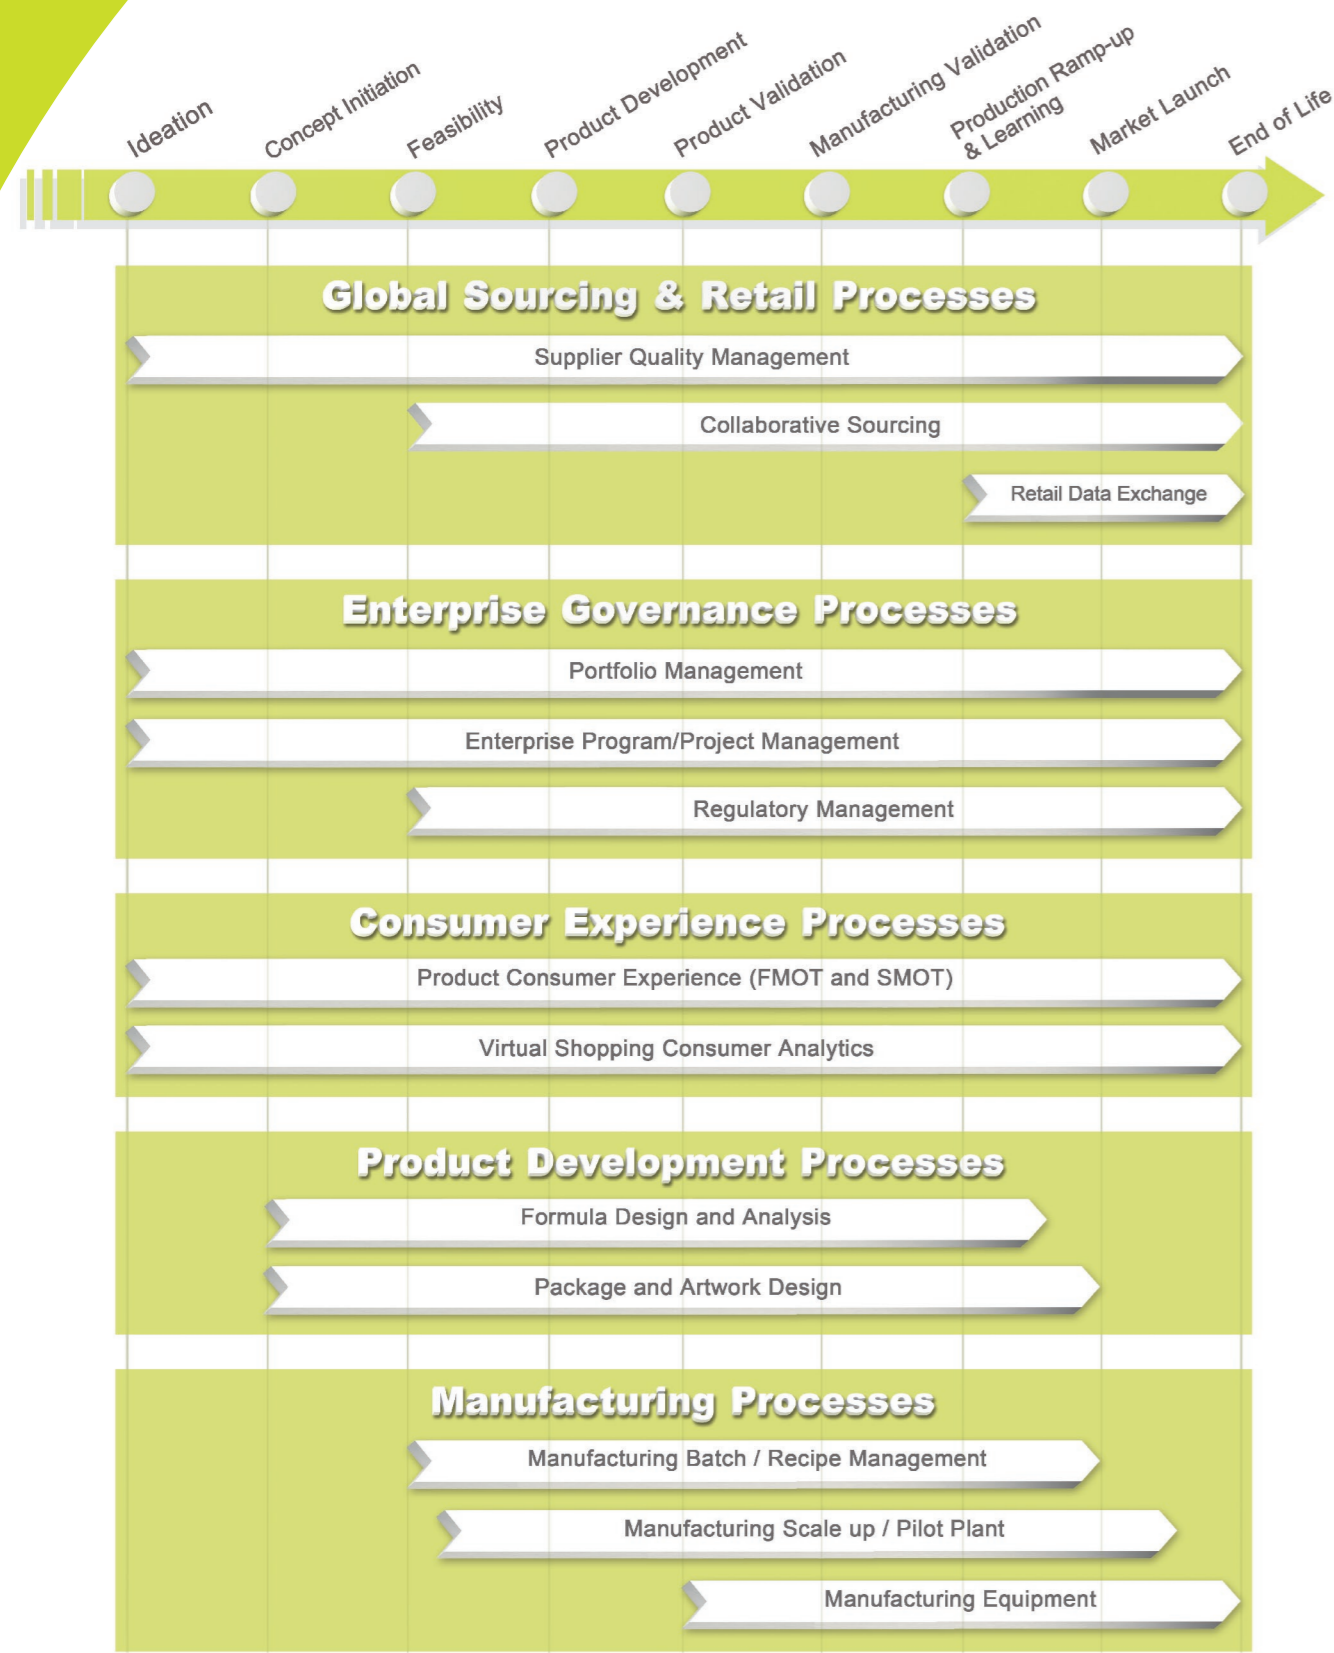 Ideation
Concept Initiation
Feasibility
Product Development
Product Validation
Manufacturing Validation
Production Ramp-up
& Learning
Market Launch
End of Life
Global Sourcing & Retail Processes
Supplier Quality Management
Collaborative Sourcing
Retail Data Exchange
Enterprise Governance Processes
Portfolio Management
Enterprise Program/Project Management
Regulatory Management
Consumer Experience Processes
Product Consumer Experience (FMOT and SMOT)
Virtual Shopping Consumer Analytics
Product Development Processes
Formula Design and Analysis
Package and Artwork Design
Manufacturing Processes
Manufacturing Batch / Recipe Management
Manufacturing Scale up / Pilot Plant
Manufacturing Equipment